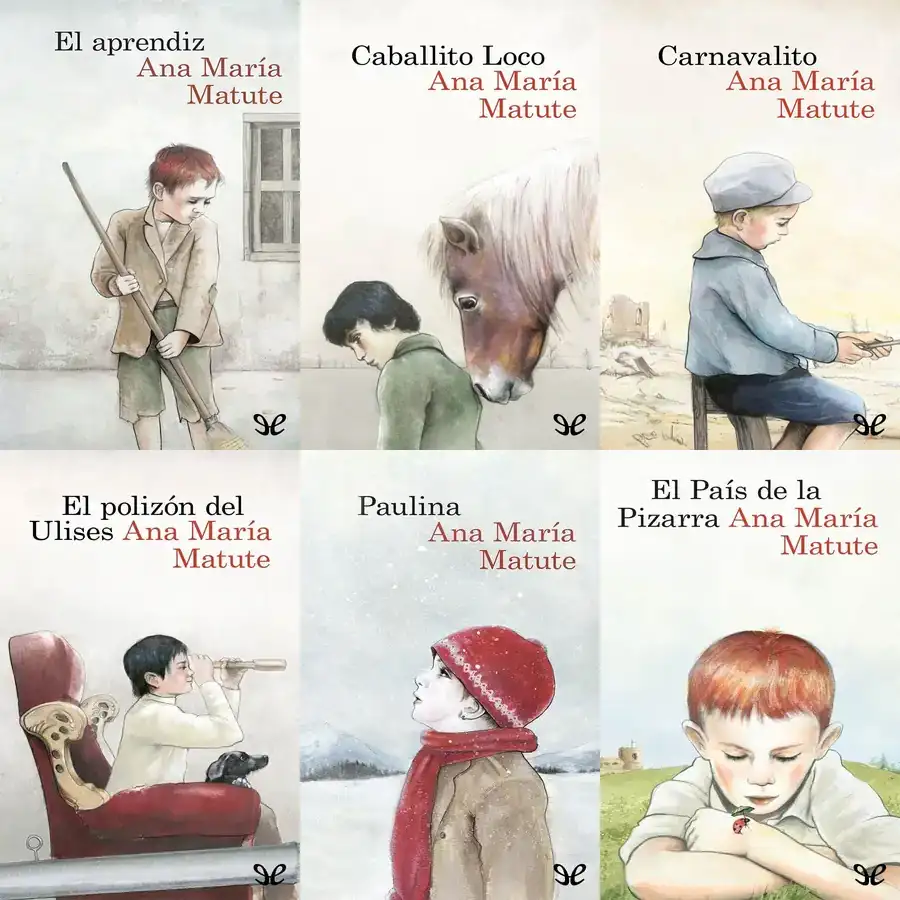 El aprendiz
Ana María
Matute
Caballito Loco
Ana María
Matute
Carnavalito
Ana María
Matute
El polizón del
Ulises Ana María
Matute
Paulina
Ana María
Matute
El País de la
Pizarra Ana María
Matute